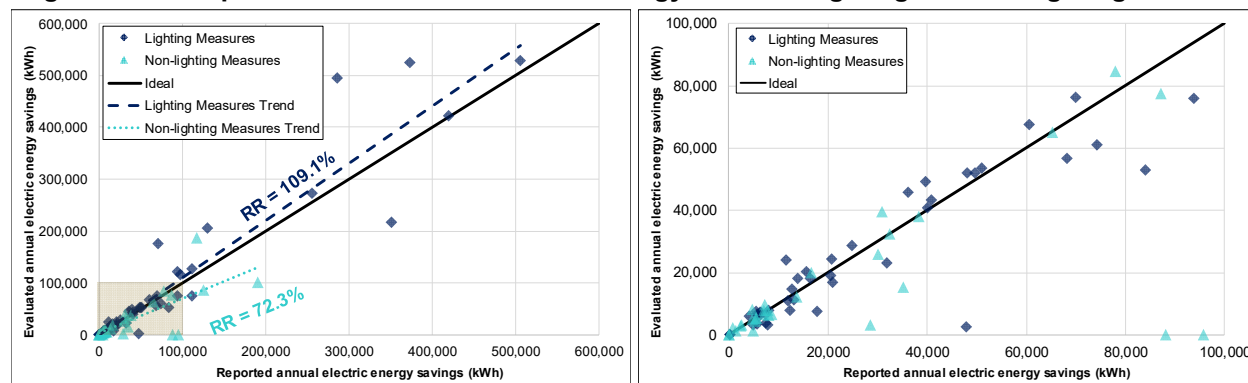 600,000
500,000
400,000
300,000
200,000
100,000
0
Evaluated annual electric energy savings (kWh)
Lighting Measures
Non-lighting Measures
Ideal
Lighting Measures Trend
Non-lighting Measures Trend
RR = 109.1%
RR = 72.3%
0 100,000 200,000 300,000 400,000 500,000 600,000
Reported annual electric energy savings (kWh)
100,000
80,000
60,000
40,000
20,000
0
Evaluated annual electric energy savings (kWh)
Lighting Measures
Non-lighting Measures
Ideal
0 20,000 40,000 60,000 80,000 100,000
Reported annual electric energy savings (kWh)